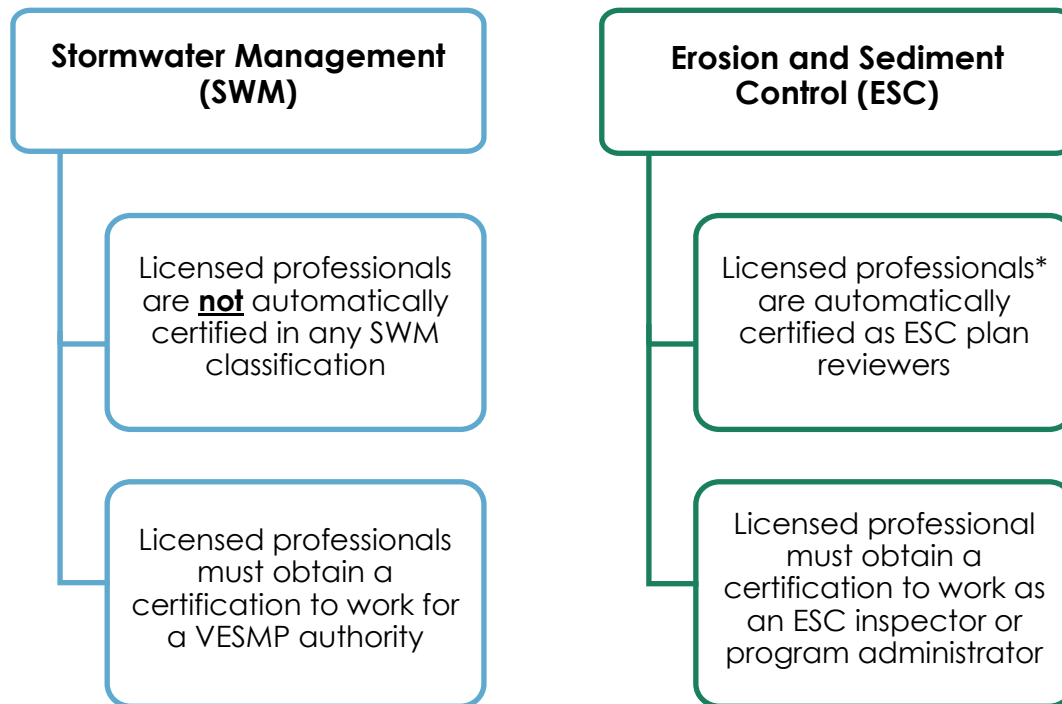 Stormwater Management
(SWM)
Licensed professionals
are not automatically
certified in any SWM
classification
Licensed professionals
must obtain a
certification to work for
a VESMP authority
Erosion and Sediment
Control (ESC)
Licensed professionals*
are automatically
certified as ESC plan
reviewers
Licensed professional
must obtain a
certification to work as
an ESC inspector or
program administrator